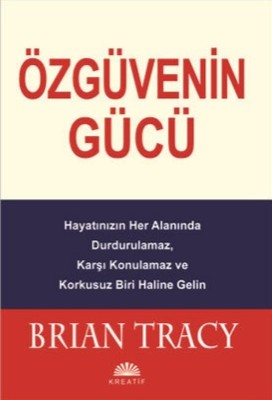 ÖZGÜVENİN
GÜCÜ
Hayatınızın Her Alanında
Durdurulamaz,
Karşı Konulamaz ve
Korkusuz Biri Haline Gelin
BRIAN TRACY
KREATİF